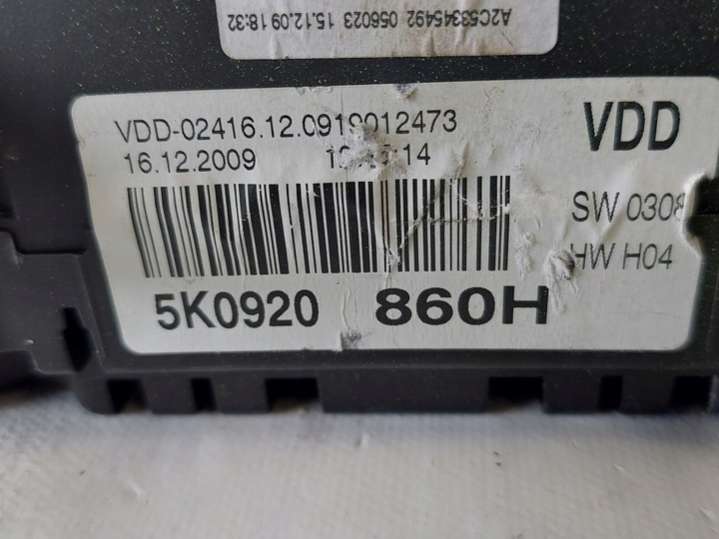 A2C53345492 056023 15.12.09 18:32
VDD-02416.12.0919012473 VDD
16.12.2009
SW 0308
HW H04
5K0920 860H